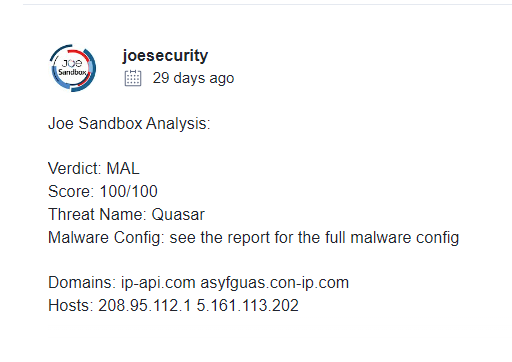 Joe
Sandbox
joesecurity
29 days ago
Joe Sandbox Analysis:
Verdict: MAL
Score: 100/100
Threat Name: Quasar
Malware Config: see the report for the full malware config
Domains: ip-api.com asyfguas.con-ip.com
Hosts: 208.95.112.1 5.161.113.202